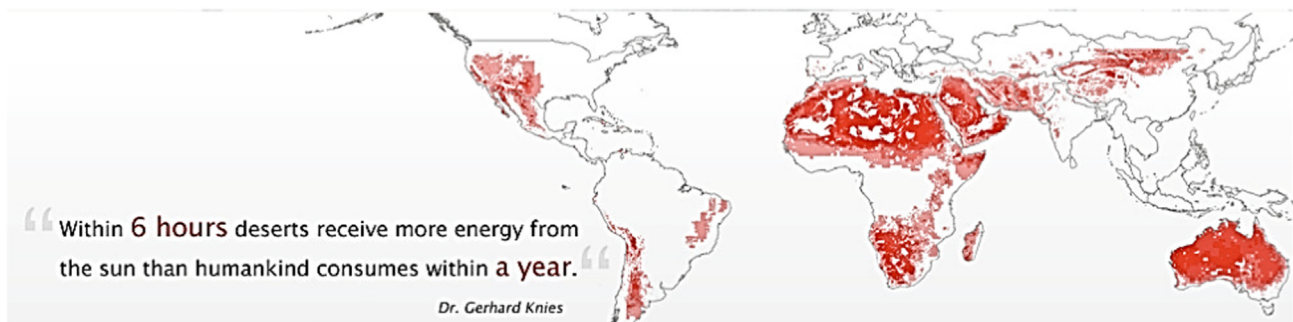 “ Within 6 hours deserts receive more energy from
the sun than humankind consumes within a year. “
Dr. Gerhard Knies